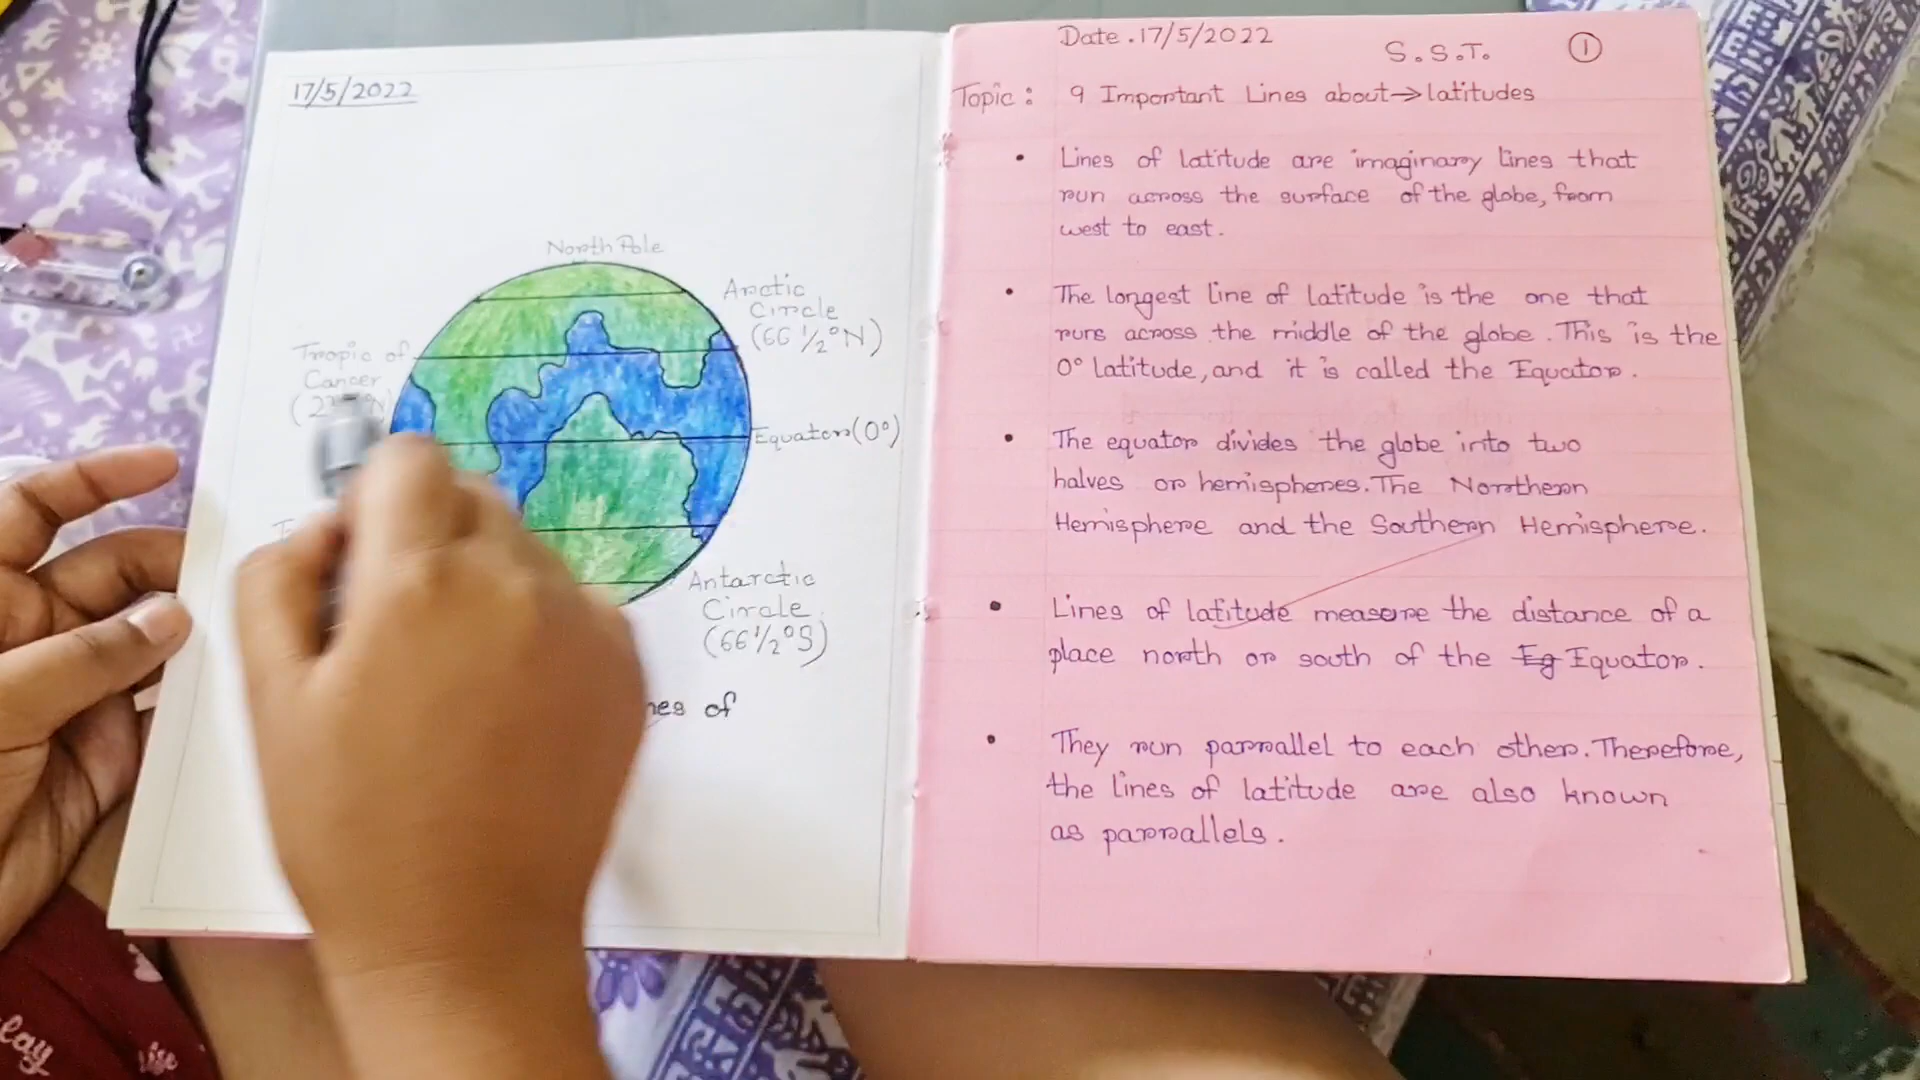 17/5/2022
North Pole
Arctic
Circle
(66 1/2°N)
Tropic of
Cancer
Equator(0°)
Antarctic
Circle
(66 1/2°S)
of
Date.17/5/2022
S.S.T.
1
Topic: 9 Important Lines about→latitudes
• Lines of latitude are imaginary lines that
run across the surface of the globe, from
west to east.
• The longest line of latitude is the one that
runs across the middle of the globe. This is the
0° latitude, and it is called the Equator.
• The equator divides the globe into two
halves or hemispheres. The Northern
Hemisphere and the Southern Hemisphere.
• Lines of latitude measure the distance of a
place north or south of the Eq Equator.
• They run parrallel to each other. Therefore,
the lines of latitude are also known
as parrallels.